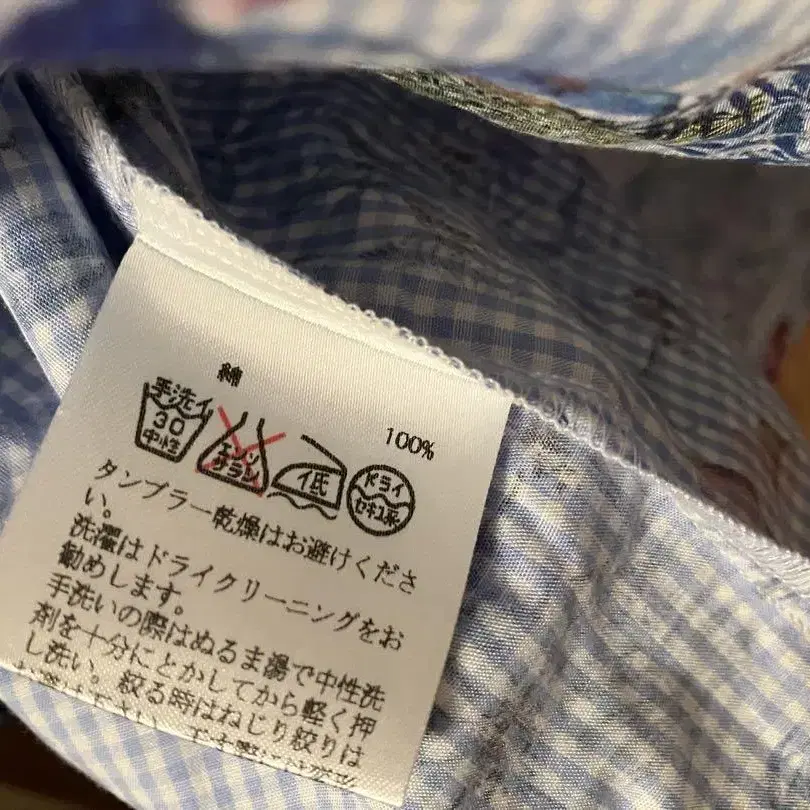 綿
100%
手洗イ
30
中性
エンソ
サラシ
イ氏
ドライ
セキユ系
タンブラー乾燥はお避けくださ
い。
洗濯はドライクリーニングをお
勧めします。
手洗いの際はぬるま湯で中性洗
剤を十分にとかしてから軽く押
し洗い。絞る時はねじり絞りは